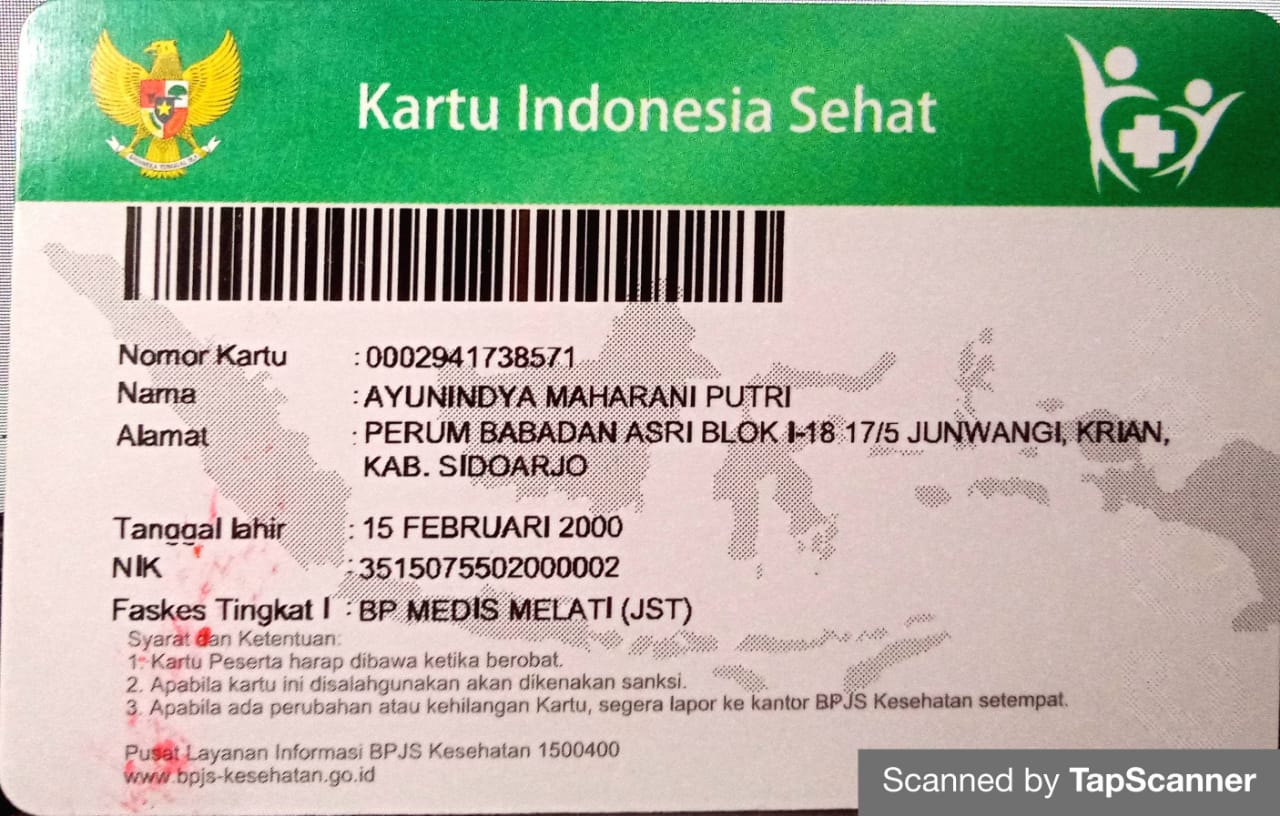 Kartu Indonesia Sehat
Nomor Kartu : 0002941738571
Nama : AYUNINDYA MAHARANI PUTRI
Alamat : PERUM BABADAN ASRI BLOK I-18 17/5 JUNWANGI, KRIAN,
KAB. SIDOARJO
Tanggal lahir : 15 FEBRUARI 2000
NIK : 3515075502000002
Faskes Tingkat I : BP MEDIS MELATI (JST)
Syarat dan Ketentuan:
1. Kartu Peserta harap dibawa ketika berobat.
2. Apabila kartu ini disalahgunakan akan dikenakan sanksi.
3. Apabila ada perubahan atau kehilangan Kartu, segera lapor ke kantor BPJS Kesehatan setempat.
Pusat Layanan Informasi BPJS Kesehatan 1500400
www.bpjs-kesehatan.go.id
Scanned by TapScanner